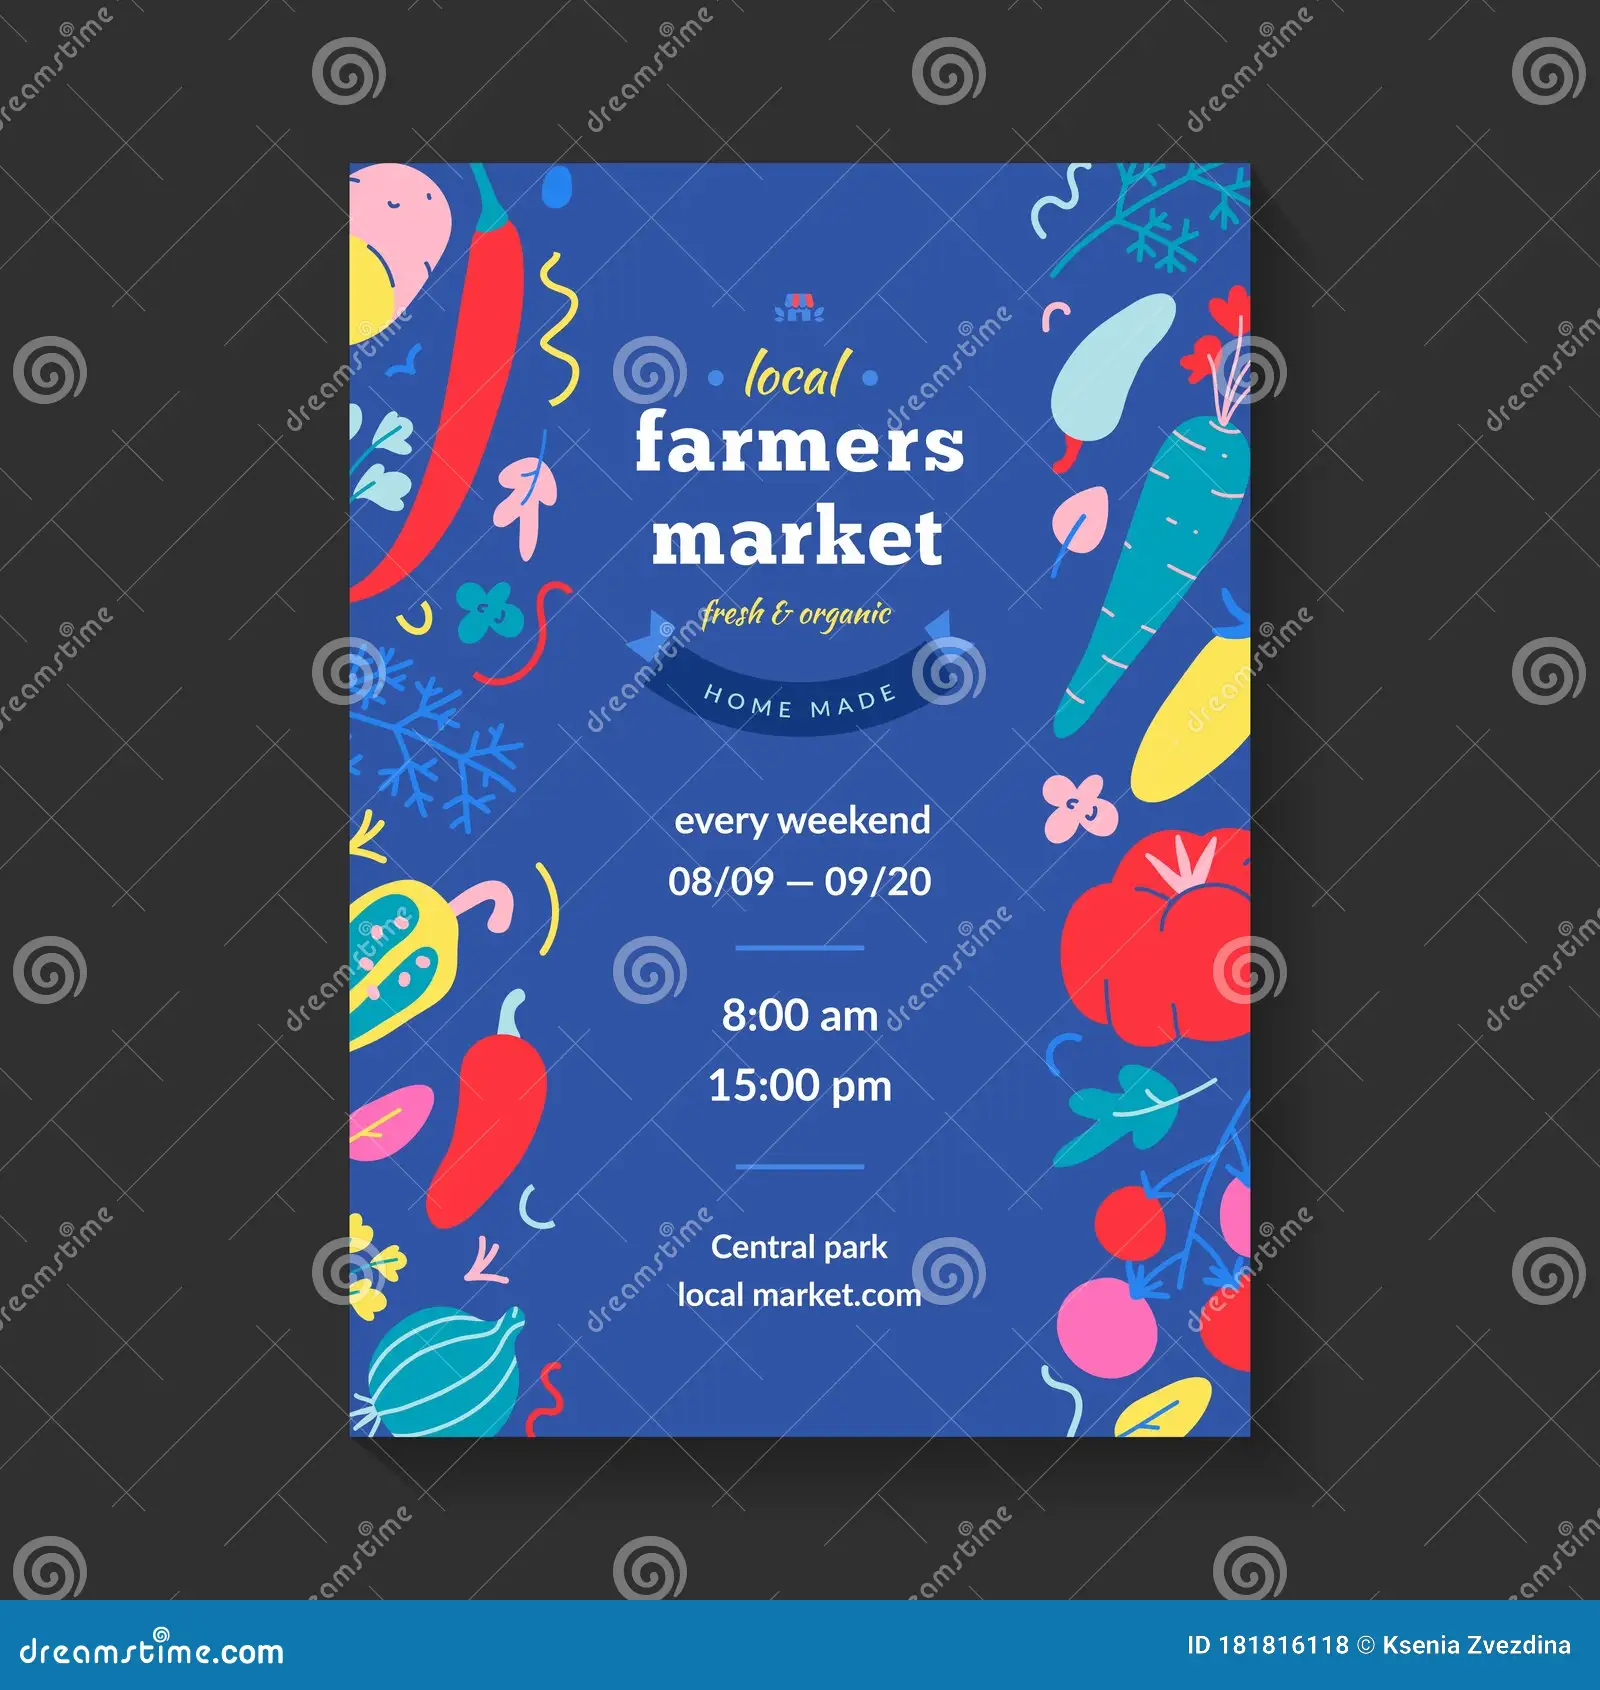 local
farmers
market
fresh & organic
HOME MADE
every weekend
08/09 — 09/20
8:00 am
15:00 pm
Central park
local market.com
dreamstime.com
ID 181816118 © Ksenia Zvezdina